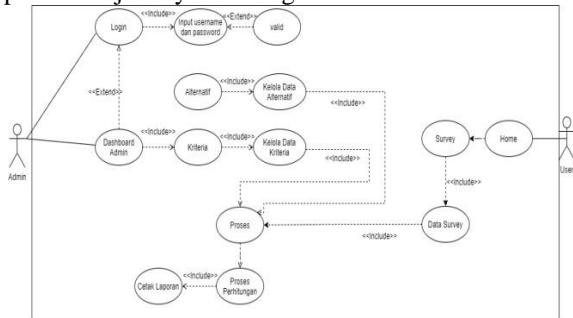 <<Include>>
<<Extend>>
Login
Input username
dan password
valid
<<Include>>
<<Extend>>
Alternatif
Kelola Data
Alternatif
<<Include>>
<<Include>>
Dashboard
Admin
Kriteria
Kelola Data
Kriteria
Survey
Home
Admin
User
<<Include>>
<<Include>>
Proses
Data Survey
<<Include>>
<<Include>>
Cetak Laporan
Proses
Perhitungan